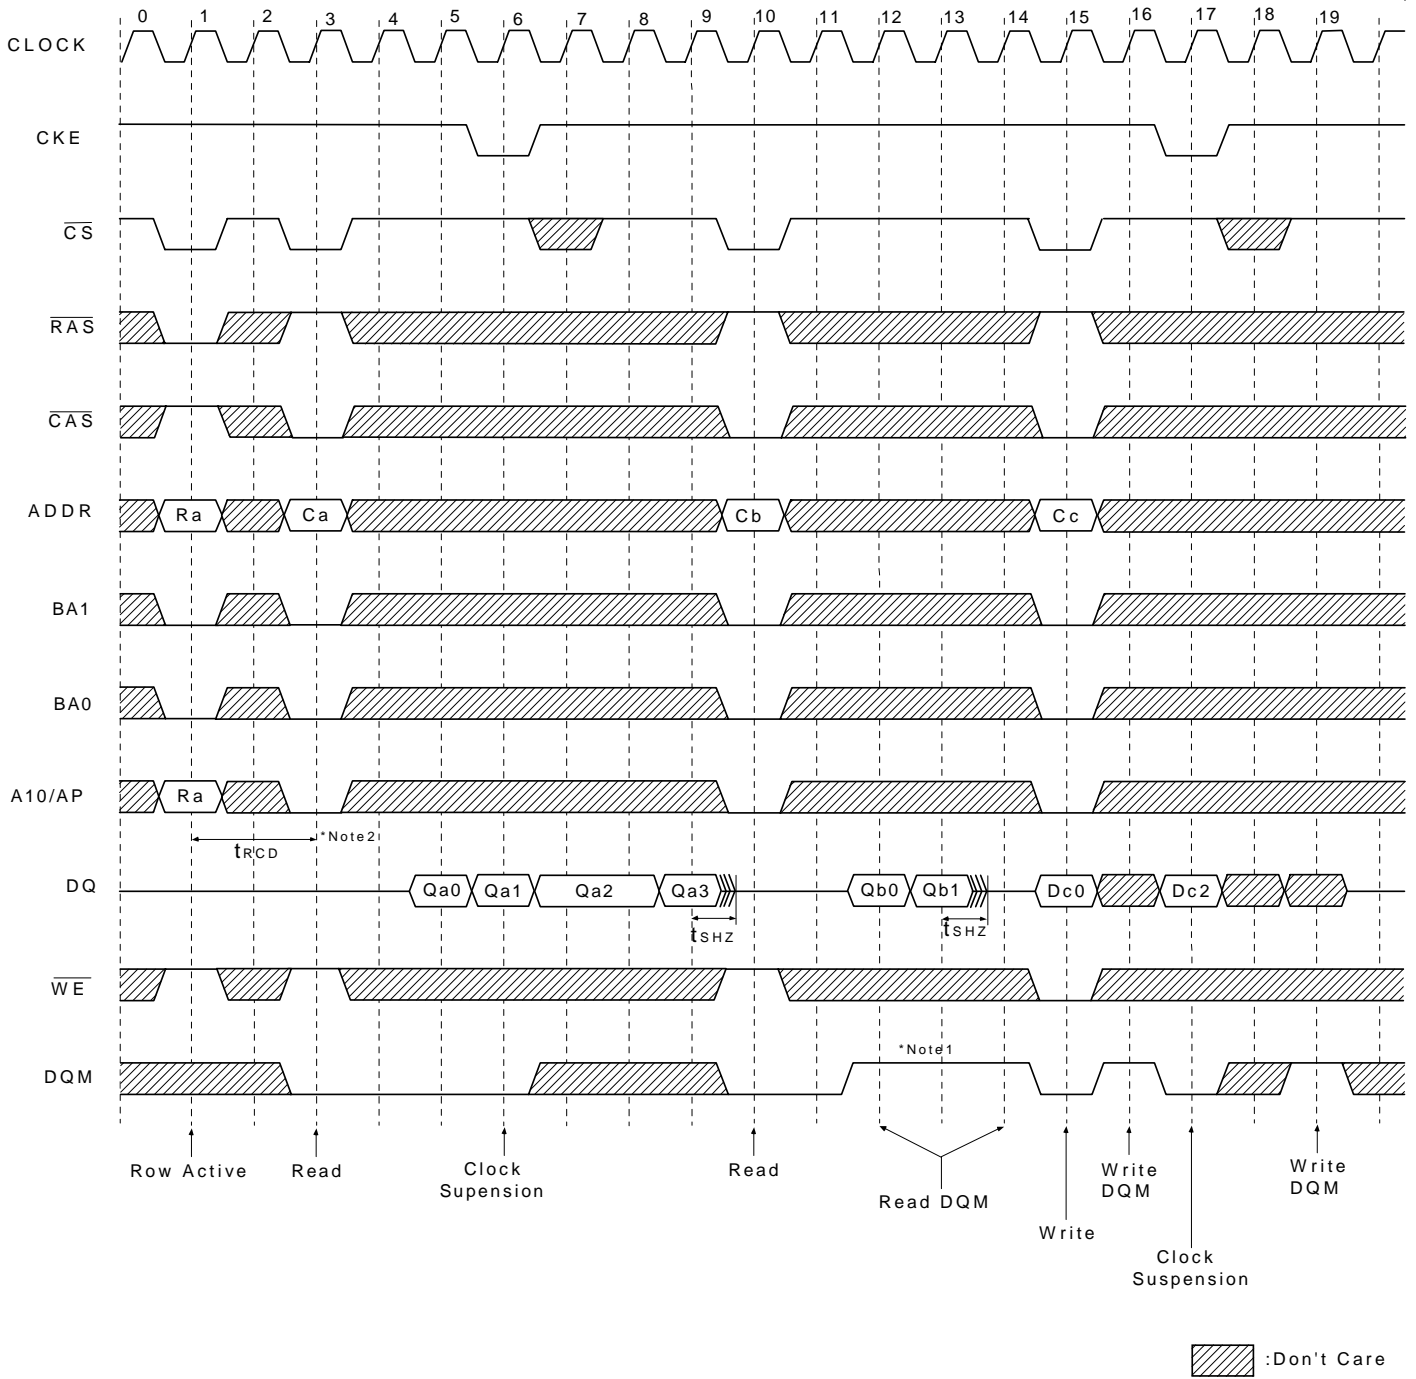 0 1 2 3 4 5 6 7 8 9 10 11 12 13 14 15 16 17 18 19
CLOCK
CKE
CS
RAS
CAS
ADDR Ra Ca Cb Cc
BA1
BA0
A10/AP Ra
tRCD *Note2
DQ Qa0 Qa1 Qa2 Qa3 Qb0 Qb1 Dc0 Dc2
tSHZ tSHZ
WE
*Note1
DQM
Row Active
Read
Clock
Supension
Read
Read DQM
Write
Write
DQM
Clock
Suspension
Write
DQM
:Don't Care